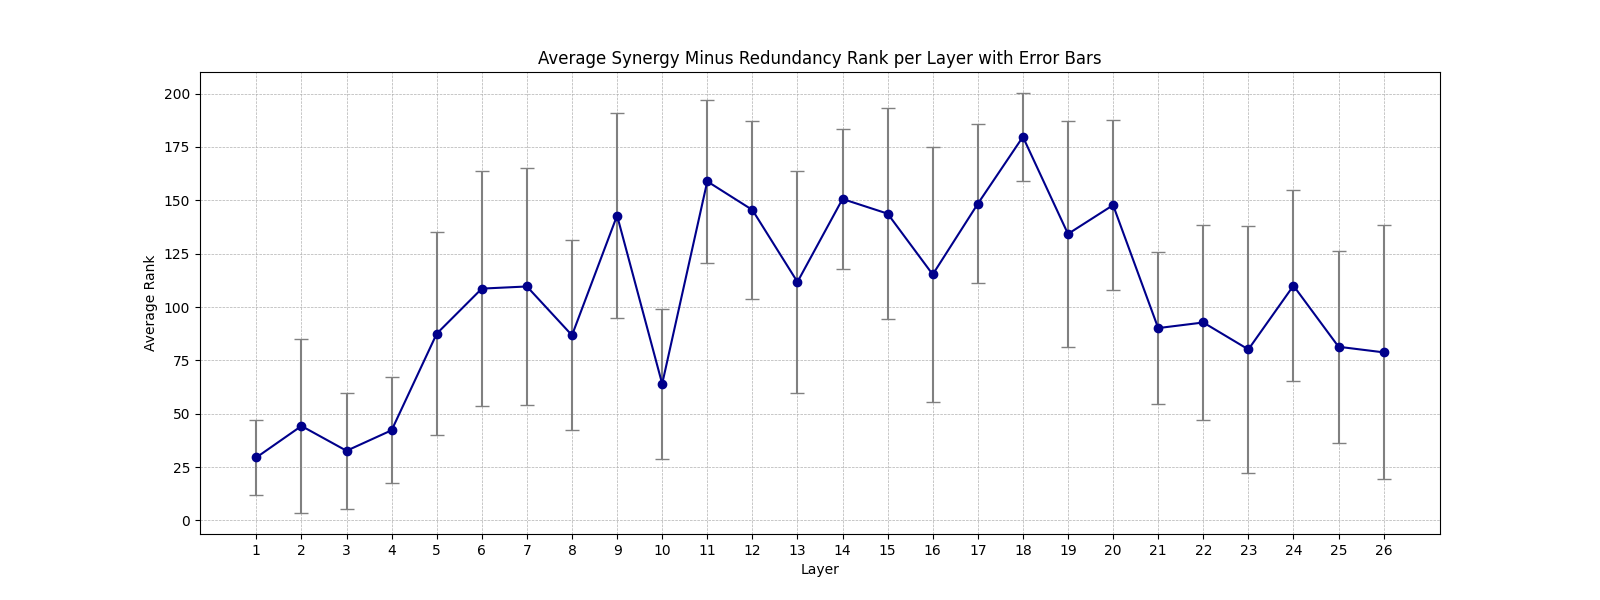 Average Synergy Minus Redundancy Rank per Layer with Error Bars
200
175
150
125
100
75
50
25
0
Average Rank
1 2 3 4 5 6 7 8 9 10 11 12 13 14 15 16 17 18 19 20 21 22 23 24 25 26
Layer